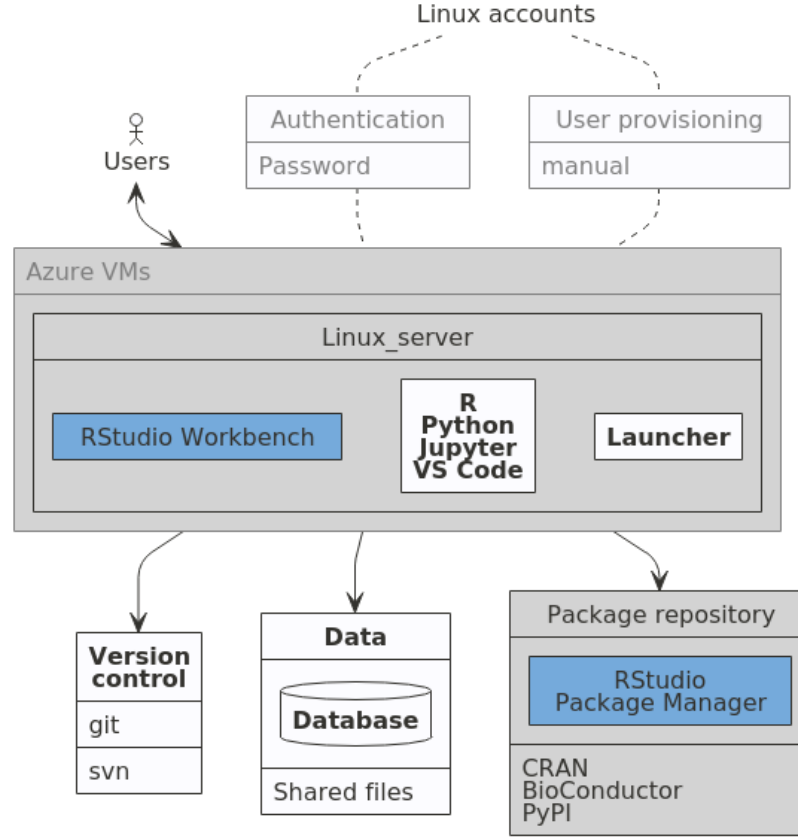 Linux accounts
Authentication
Password
User provisioning
manual
Users
Azure VMs
Linux_server
RStudio Workbench
R
Python
Jupyter
VS Code
Launcher
Version
control
git
svn
Data
Database
Shared files
Package repository
RStudio
Package Manager
CRAN
BioConductor
PyPI